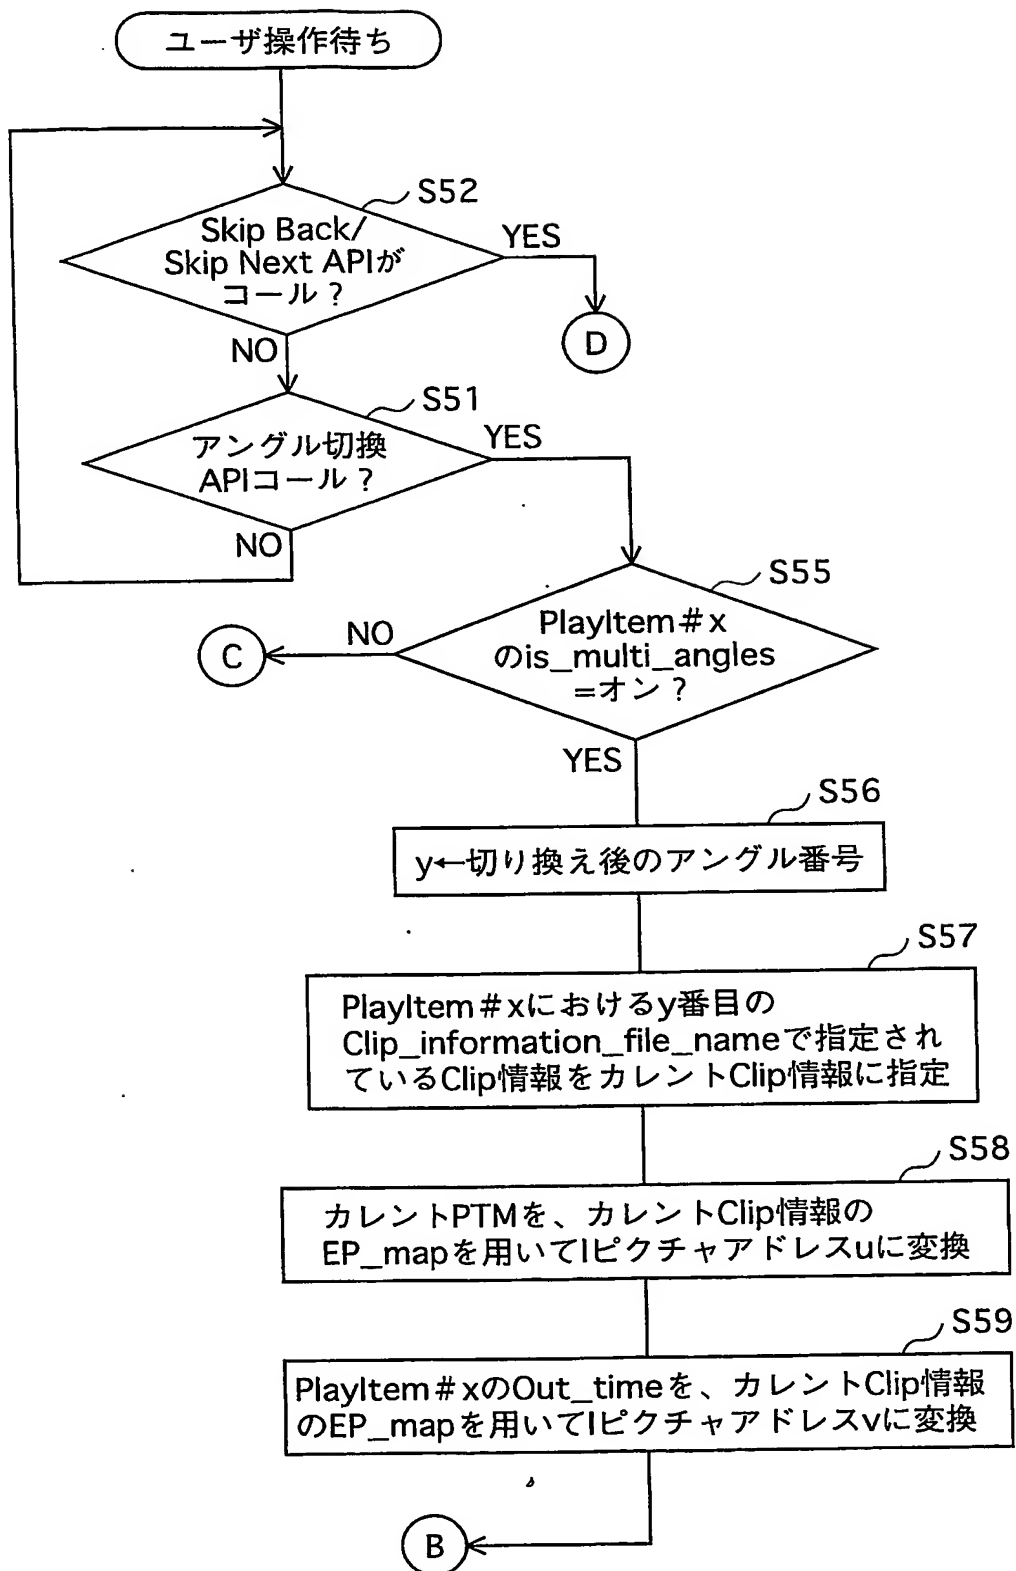 ユーザ操作待ち
S52
Skip Back/
Skip Next APIが
コール？
YES
D
NO
S51
アングル切換
APIコール？
YES
NO
S55
PlayItem＃x
のis_multi_angles
=オン？
NO
C
YES
S56
y←切り換え後のアングル番号
S57
PlayItem＃xにおけるy番目の
Clip_information_file_nameで指定され
ているClip情報をカレントClip情報に指定
S58
カレントPTMを、カレントClip情報の
EP_mapを用いてIピクチャアドレスuに変換
S59
PlayItem＃xのOut_timeを、カレントClip情報
のEP_mapを用いてIピクチャアドレスvに変換
B